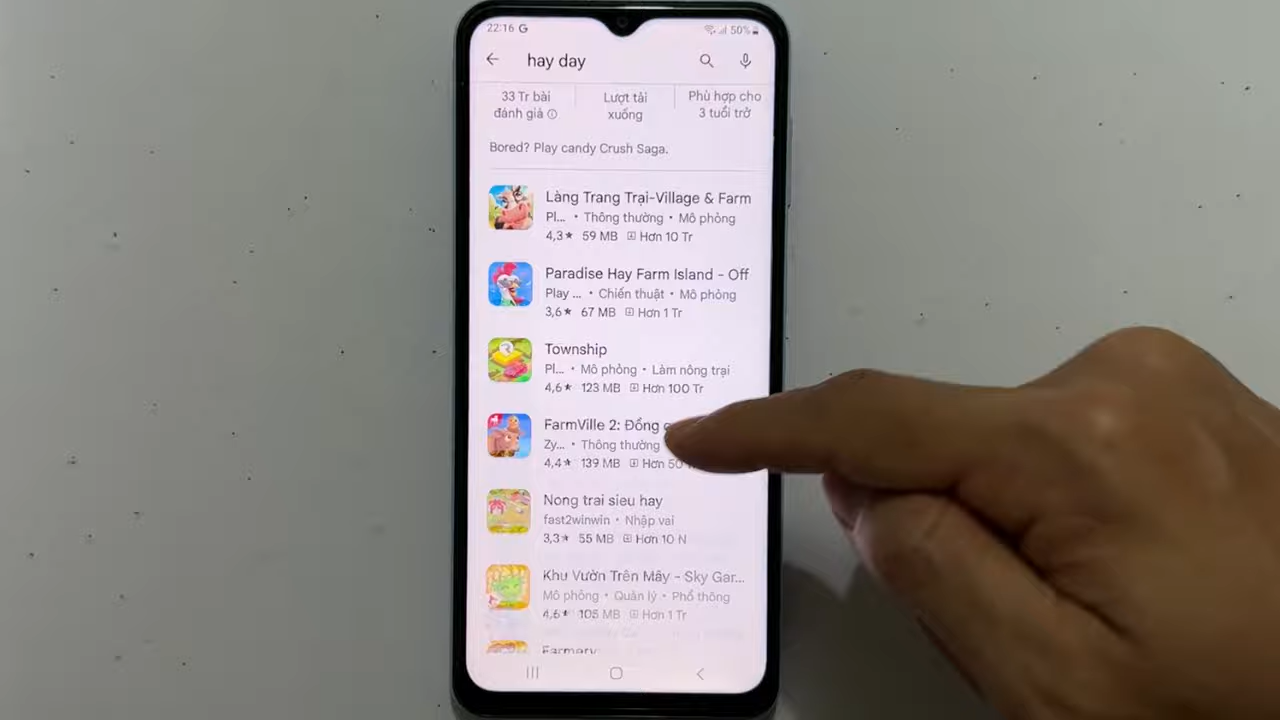 22:16 G
50%
hay day
33 Tr bài
đánh giá
Lượt tải
xuống
Phù hợp cho
3 tuổi trở
Bored? Play candy Crush Saga.
Làng Trang Trại-Village & Farm
Pl... • Thông thường • Mô phỏng
4,3★ 59 MB Hơn 10 Tr
Paradise Hay Farm Island - Off
Play ... • Chiến thuật • Mô phỏng
3,6★ 67 MB Hơn 1 Tr
Township
Pl... • Mô phỏng • Làm nông trại
4,6★ 123 MB Hơn 100 Tr
FarmVille 2: Đồng
Zy... • Thông thường
4,4★ 139 MB Hơn 50
Nong trai sieu hay
fast2winwin • Nhập vai
3,3★ 55 MB Hơn 10 N
Khu Vườn Trên Mây - Sky Gar...
Mô phỏng • Quản lý • Phổ thông
4,6★ 105 MB Hơn 1 Tr
Farmery